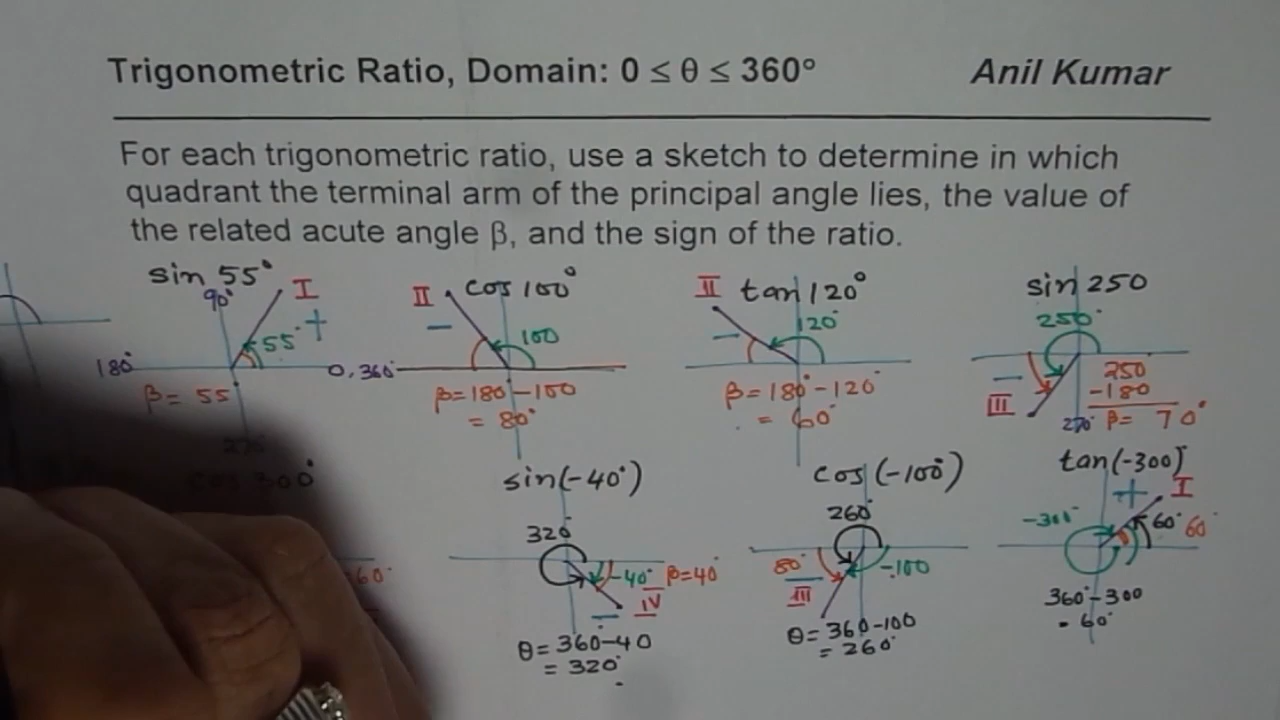 Trigonometric Ratio, Domain: 0 ≤ θ ≤ 360° Anil Kumar
For each trigonometric ratio, use a sketch to determine in which
quadrant the terminal arm of the principal angle lies, the value of
the related acute angle β, and the sign of the ratio.
sin 55°
90°
I
+
55°
180°
0, 360°
β = 55
270°
cos 100°
II
−
100
β = 180 − 100
= 80°
tan 120°
II
−
120°
β = 180° − 120°
= 60°
sin 250
250°
−
III
250
− 180
270° β = 70°
cos 300°
60°
sin(−40°)
320°
−40° β = 40°
IV
−
θ = 360 − 40
= 320°
cos(−100°)
260°
80°
−100
−
III
θ = 360 − 100
= 260°
tan(−300)°
+ I
−300°
60° 60°
360° − 300
= 60°